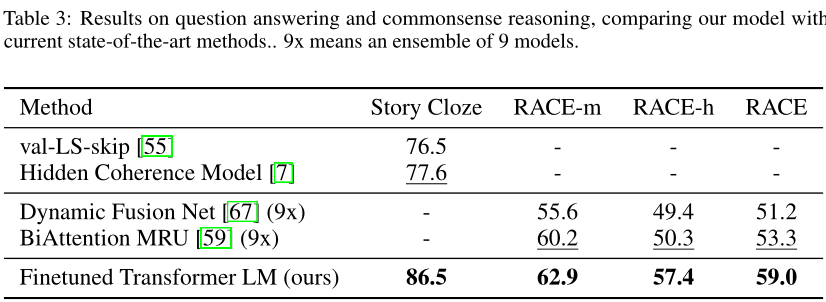 Table 3: Results on question answering and commonsense reasoning, comparing our model with
current state-of-the-art methods.. 9x means an ensemble of 9 models.
Method Story Cloze RACE-m RACE-h RACE
val-LS-skip [55] 76.5 - - -
Hidden Coherence Model [7] 77.6 - - -
Dynamic Fusion Net [67] (9x) - 55.6 49.4 51.2
BiAttention MRU [59] (9x) - 60.2 50.3 53.3
Finetuned Transformer LM (ours) 86.5 62.9 57.4 59.0